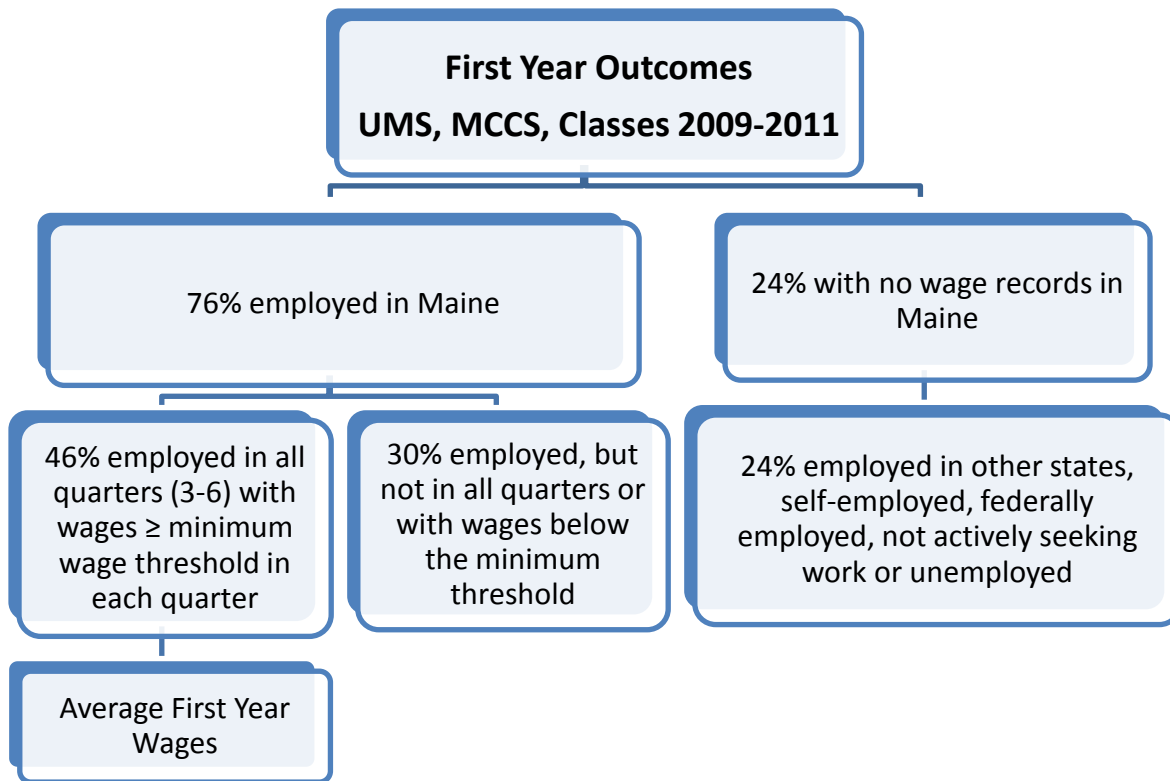 First Year Outcomes
UMS, MCCS, Classes 2009-2011
76% employed in Maine
24% with no wage records in
Maine
46% employed in all
quarters (3-6) with
wages ≥ minimum
wage threshold in
each quarter
30% employed, but
not in all quarters or
with wages below
the minimum
threshold
24% employed in other states,
self-employed, federally
employed, not actively seeking
work or unemployed
Average First Year
Wages